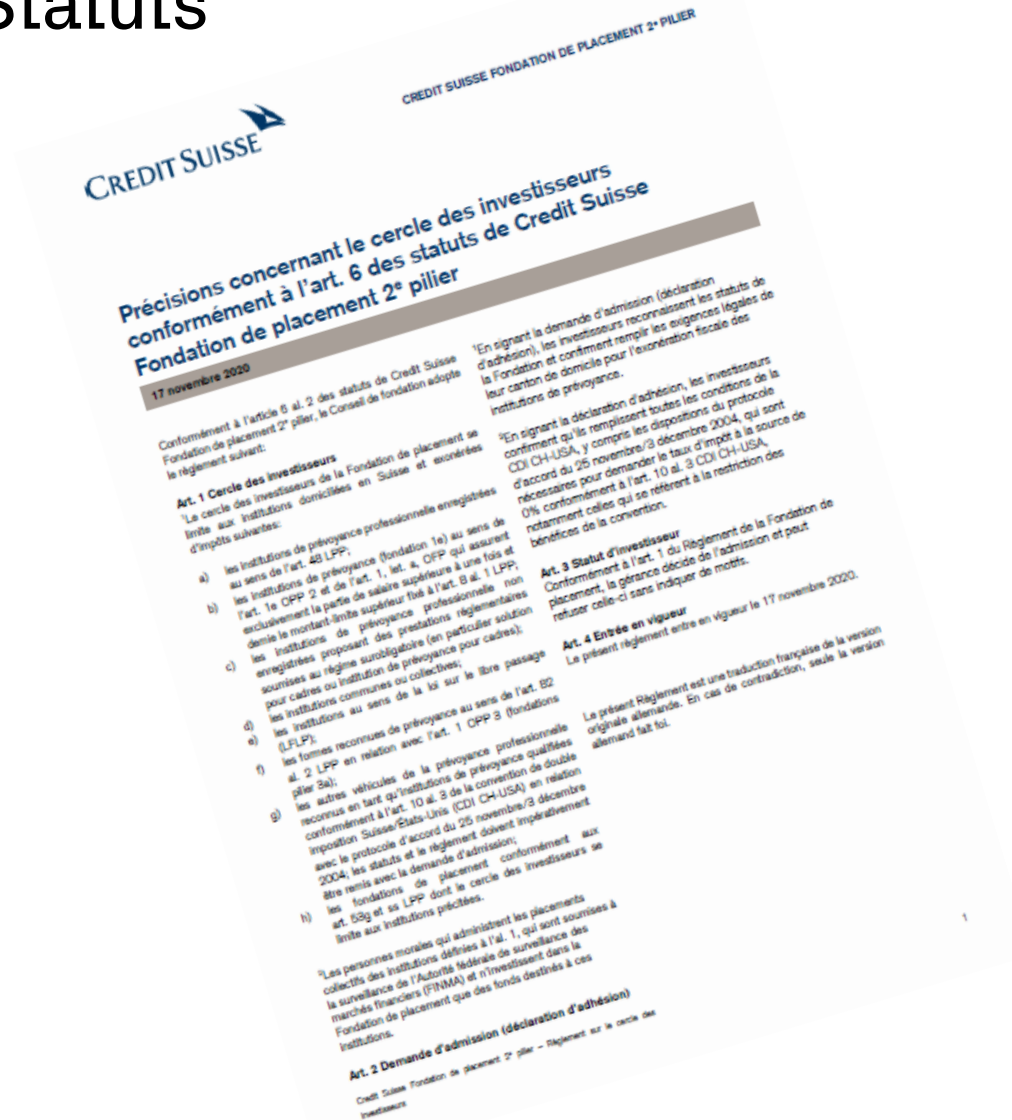 Statuts
CREDIT SUISSE FONDATION DE PLACEMENT 2e PILIER
CREDIT SUISSE
Précisions concernant le cercle des investisseurs
conformément à l'art. 6 des statuts de Credit Suisse
Fondation de placement 2e pilier
17 novembre 2020
Conformément à l'article 6 al. 2 des statuts de Credit Suisse
Fondation de placement 2e pilier, le Conseil de fondation adopte
le règlement suivant:
Art. 1 Cercle des investisseurs
1Le cercle des investisseurs de la Fondation de placement se
limite aux institutions domiciliées en Suisse et exonérées
d'impôts suivantes:
a) les institutions de prévoyance professionnelle enregistrées
au sens de l'art. 48 LPP;
b) les institutions de prévoyance (fondation 1e) au sens de
l'art. 1e OPP 2 et de l'art. 1, let. a, OFP qui assurent
exclusivement la partie de salaire supérieure à une fois et
demie le montant-limite supérieur fixé à l'art. 8 al. 1 LPP;
c) les institutions de prévoyance professionnelle non
enregistrées proposant des prestations réglementaires
soumises au régime surobligatoire (en particulier solution
pour cadres ou institution de prévoyance pour cadres);
d) les institutions communes ou collectives;
e) les institutions au sens de la loi sur le libre passage
(LFLP);
f) les formes reconnues de prévoyance au sens de l'art. 82
al. 2 LPP en relation avec l'art. 1 OPP 3 (fondations
pilier 3a);
g) les autres véhicules de la prévoyance professionnelle
reconnus en tant qu'institutions de prévoyance qualifiées
conformément à l'art. 10 al. 3 de la convention de double
imposition Suisse/États-Unis (CDI CH-USA) en relation
avec le protocole d'accord du 25 novembre/3 décembre
2004; les statuts et le règlement doivent impérativement
être remis avec la demande d'admission;
h) les fondations de placement conformément aux
art. 53g et ss LPP dont le cercle des investisseurs se
limite aux institutions précitées.
2Les personnes morales qui administrent les placements
collectifs des institutions définies à l'al. 1, qui sont soumises à
la surveillance de l'Autorité fédérale de surveillance des
marchés financiers (FINMA) et n'investissent dans la
Fondation de placement que des fonds destinés à ces
institutions.
Art. 2 Demande d'admission (déclaration d'adhésion)
1En signant la demande d'admission (déclaration
d'adhésion), les investisseurs reconnaissent les statuts de
la Fondation et confirment remplir les exigences légales de
leur canton de domicile pour l'exonération fiscale des
institutions de prévoyance.
2En signant la déclaration d'adhésion, les investisseurs
confirment qu'ils remplissent toutes les conditions de la
CDI CH-USA, y compris les dispositions du protocole
d'accord du 25 novembre/3 décembre 2004, qui sont
nécessaires pour demander le taux d'impôt à la source de
0% conformément à l'art. 10 al. 3 CDI CH-USA,
notamment celles qui se réfèrent à la restriction des
bénéfices de la convention.
Art. 3 Statut d'investisseur
Conformément à l'art. 1 du Règlement de la Fondation de
placement, la gérance décide de l'admission et peut
refuser celle-ci sans indiquer de motifs.
Art. 4 Entrée en vigueur
Le présent règlement entre en vigueur le 17 novembre 2020.
Le présent Règlement est une traduction française de la version
originale allemande. En cas de contradiction, seule la version
allemand fait foi.
Credit Suisse Fondation de placement 2e pilier – Règlement sur le cercle des
investisseurs
1